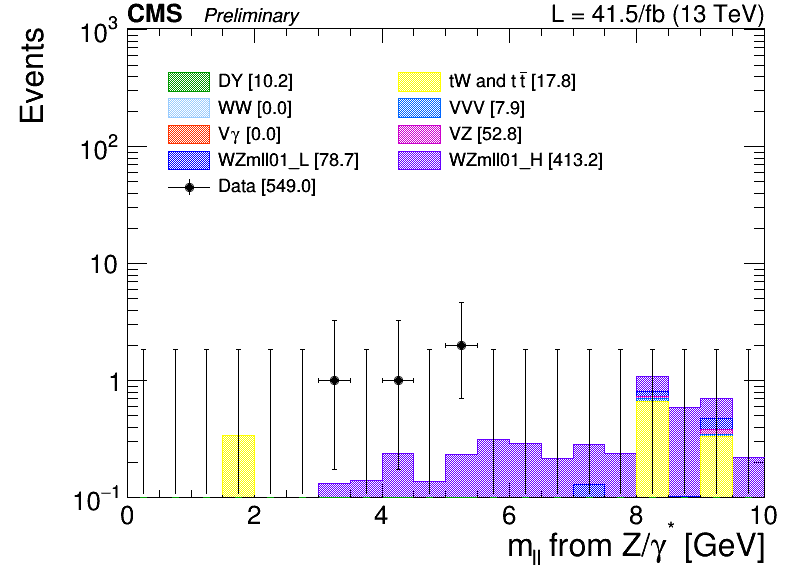 CMS Preliminary L = 41.5/fb (13 TeV)
Events
10³
10²
10
1
10⁻¹
DY [10.2]
tW and tt̄ [17.8]
WW [0.0]
VVV [7.9]
Vγ [0.0]
VZ [52.8]
WZmll01_L [78.7]
WZmll01_H [413.2]
Data [549.0]
0 2 4 6 8 10
m_ll from Z/γ* [GeV]